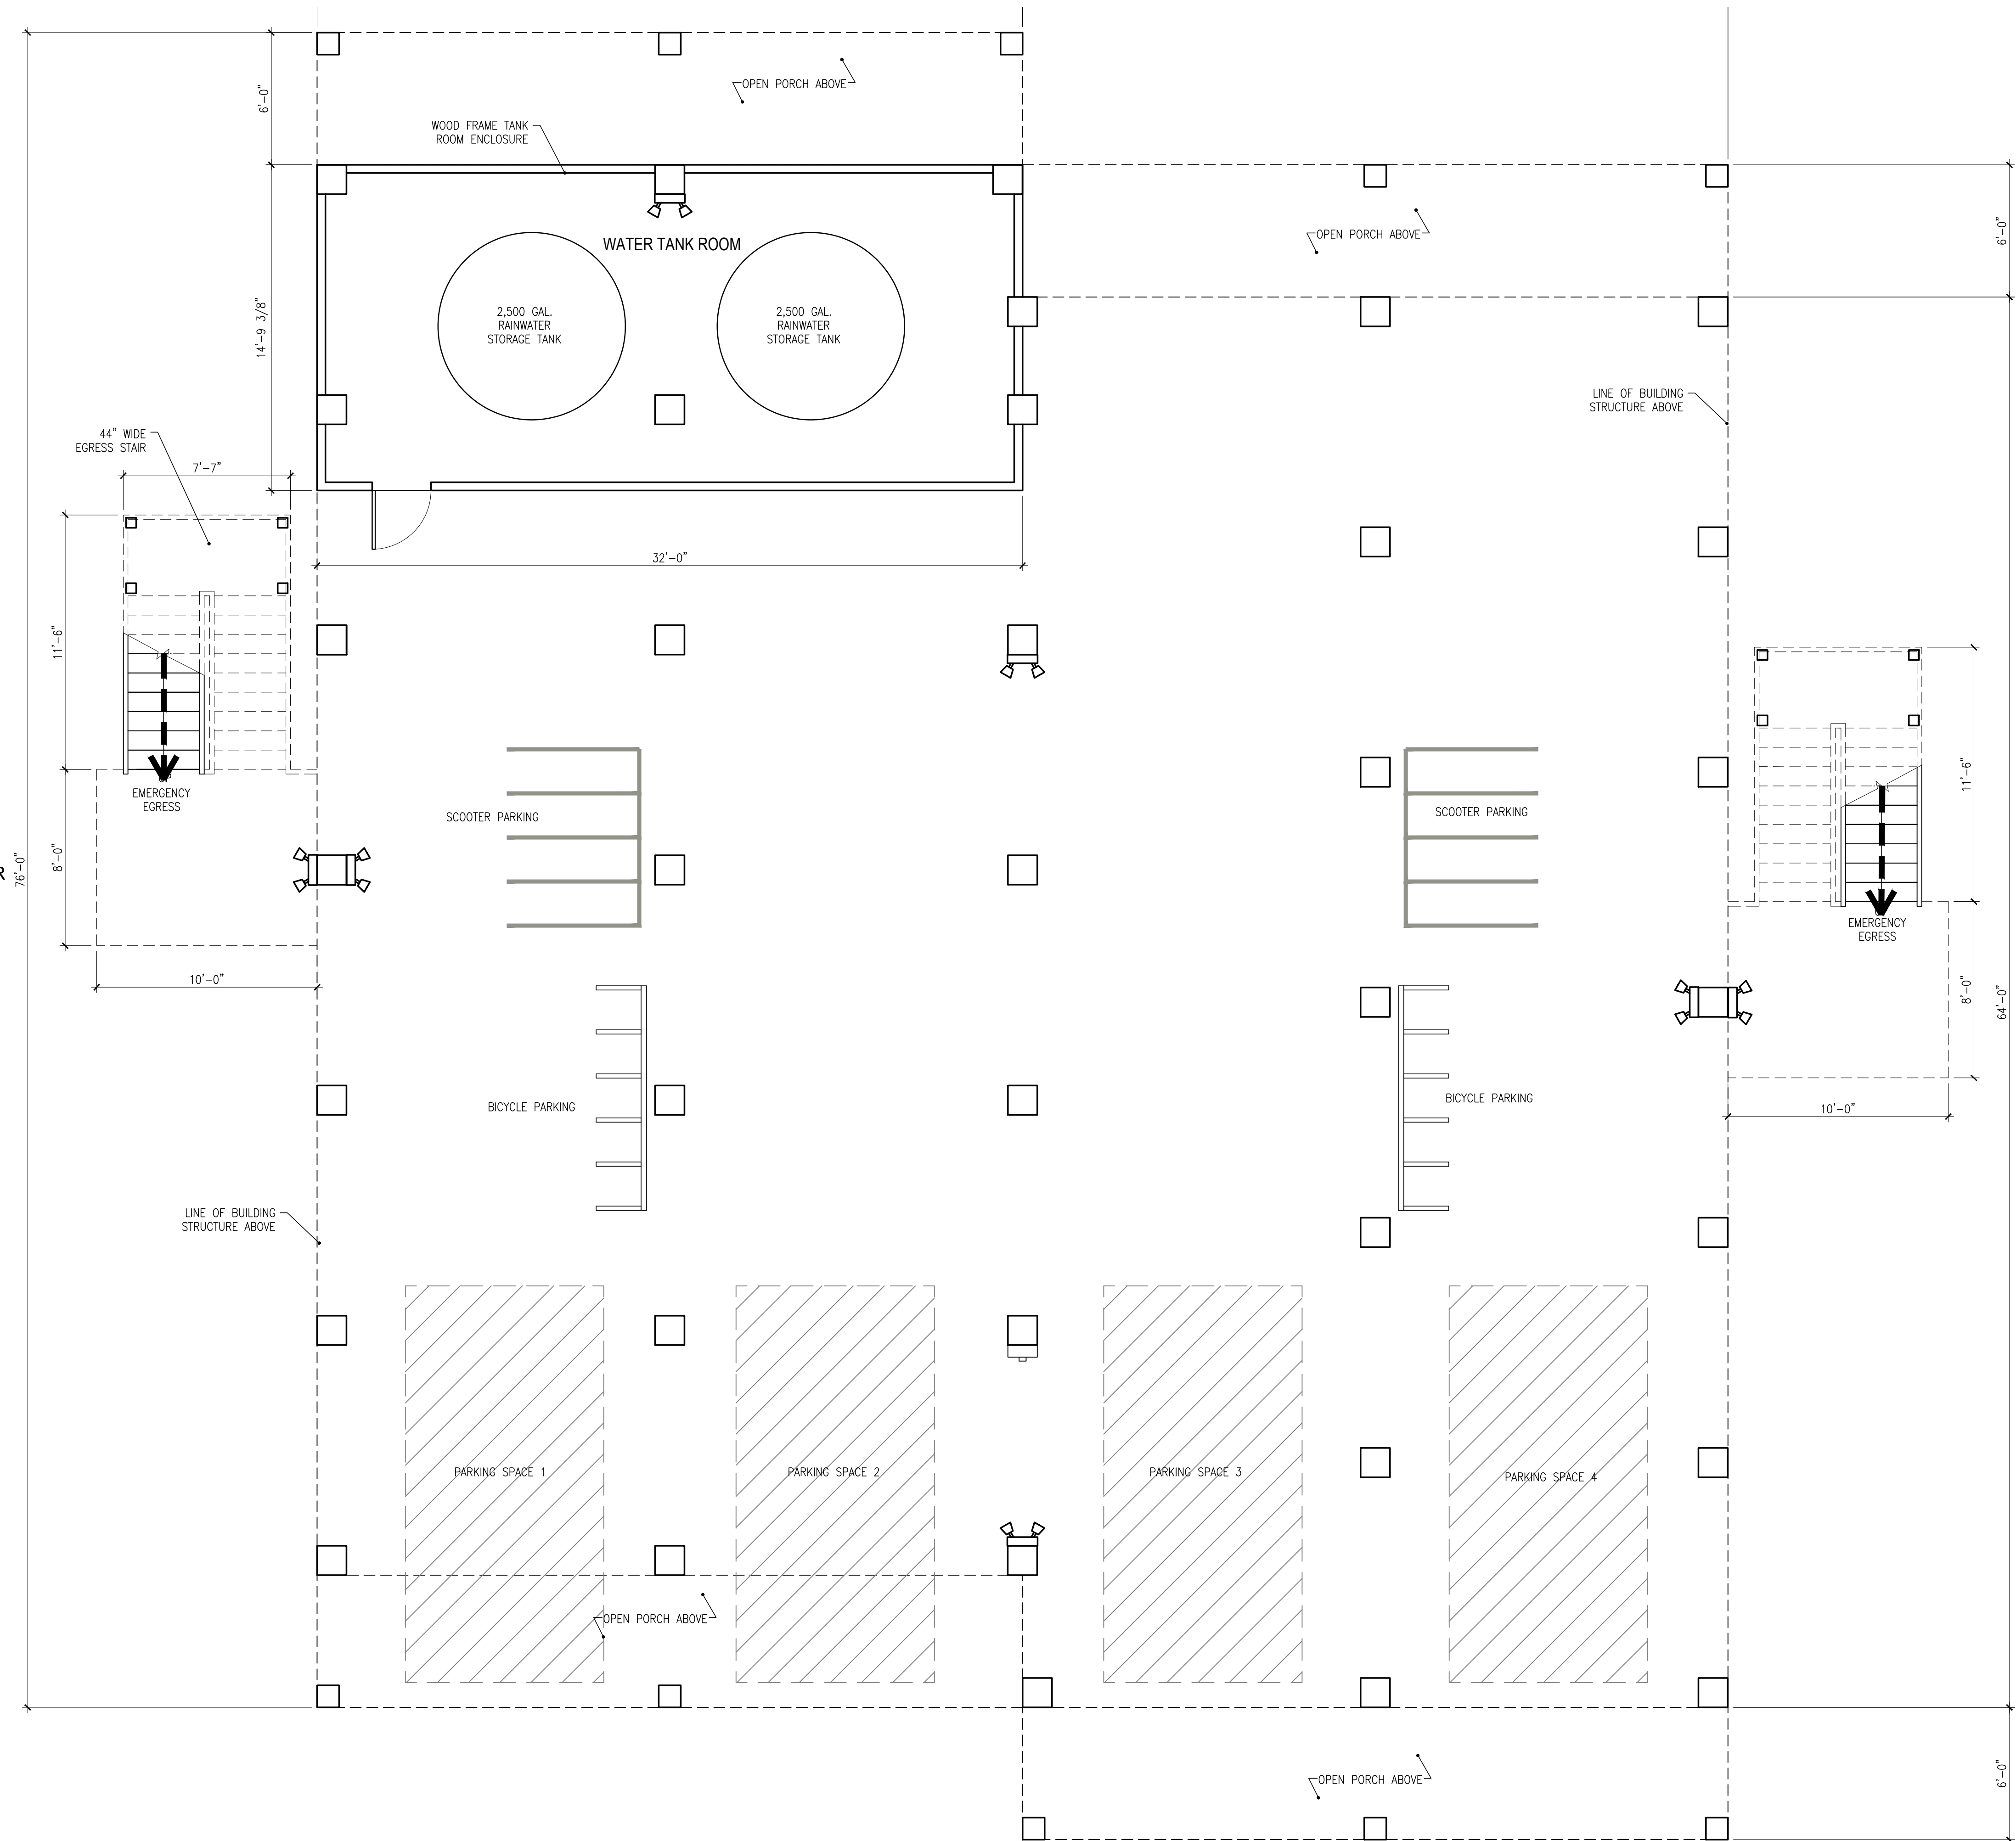 OPEN PORCH ABOVE
6'-0"
WOOD FRAME TANK
ROOM ENCLOSURE
WATER TANK ROOM
OPEN PORCH ABOVE
6'-0"
2,500 GAL.
RAINWATER
STORAGE TANK
2,500 GAL.
RAINWATER
STORAGE TANK
14'-9 3/8"
LINE OF BUILDING
STRUCTURE ABOVE
44" WIDE
EGRESS STAIR
7'-7"
32'-0"
11'-6"
EMERGENCY
EGRESS
SCOOTER PARKING
SCOOTER PARKING
11'-6"
8'-0"
76'-0"
R
EMERGENCY
EGRESS
10'-0"
8'-0"
64'-0"
BICYCLE PARKING
BICYCLE PARKING
10'-0"
LINE OF BUILDING
STRUCTURE ABOVE
PARKING SPACE 1
PARKING SPACE 2
PARKING SPACE 3
PARKING SPACE 4
OPEN PORCH ABOVE
OPEN PORCH ABOVE
6'-0"